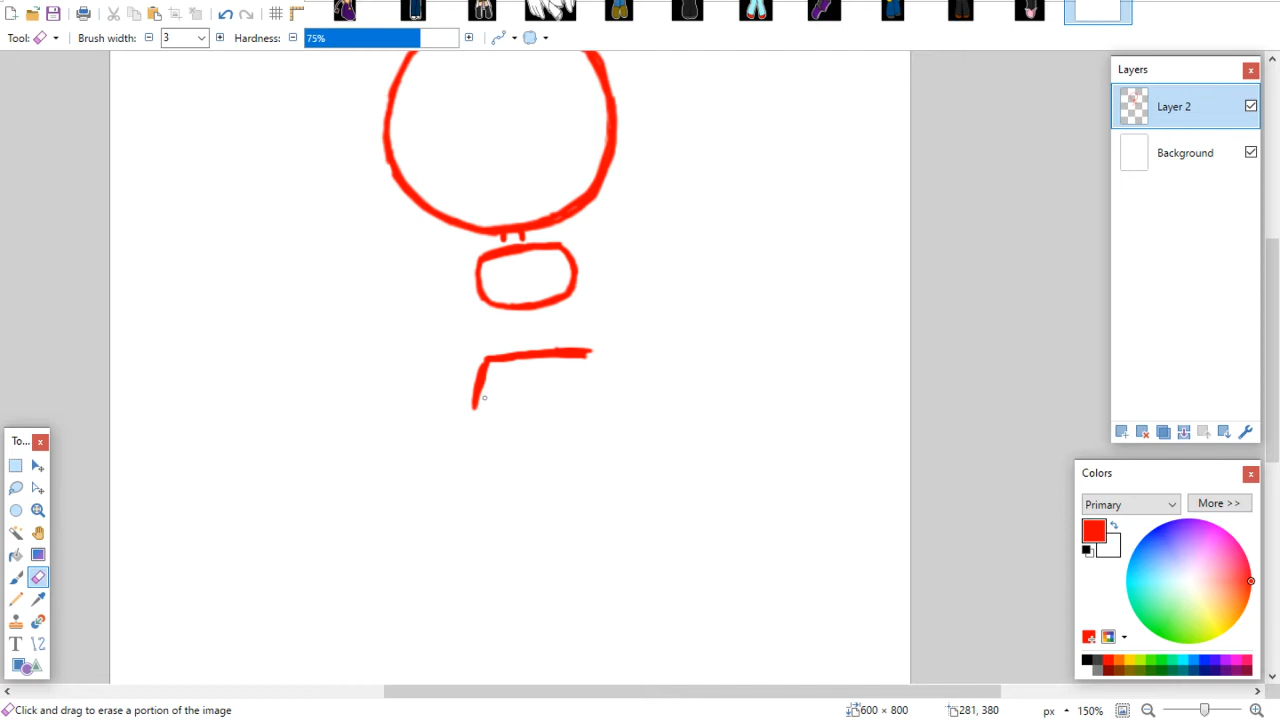 Tool:
Brush width:
3
Hardness:
75%
Layers
Layer 2
Background
To...
Colors
Primary
More >>
Click and drag to erase a portion of the image
600 × 800
281, 380
px
150%